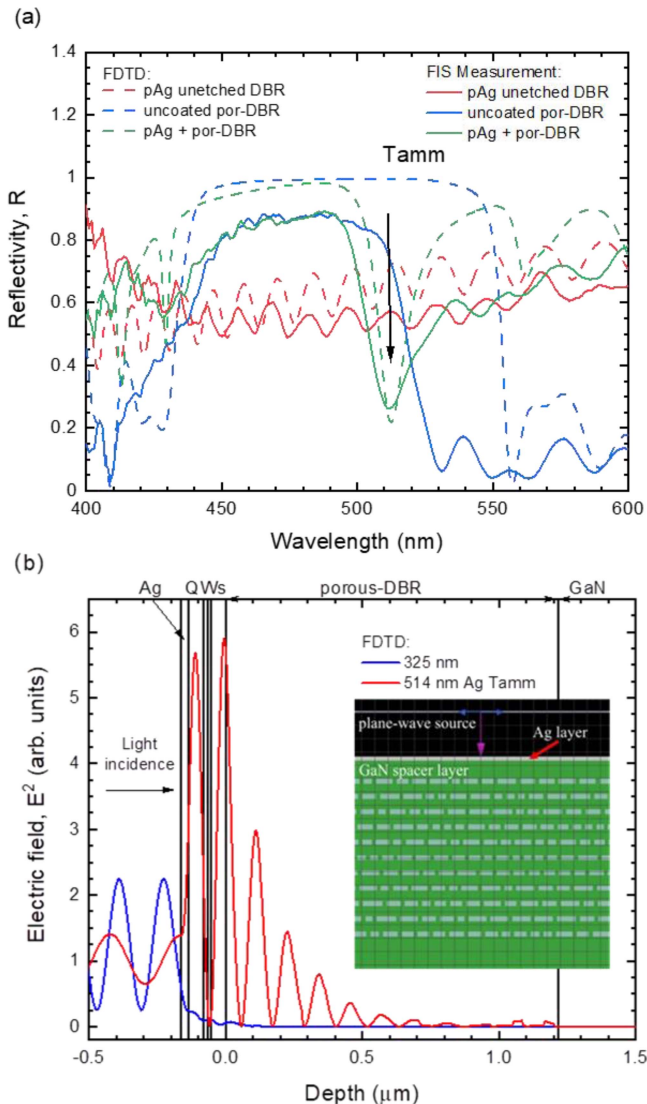 (a)
FDTD:
pAg unetched DBR
uncoated por-DBR
pAg + por-DBR
FIS Measurement:
pAg unetched DBR
uncoated por-DBR
pAg + por-DBR
Tamm
Reflectivity, R
1.4
1.2
1
0.8
0.6
0.4
0.2
0
400 450 500 550 600
Wavelength (nm)
(b)
Ag QWs porous-DBR GaN
FDTD:
325 nm
514 nm Ag Tamm
Light
incidence
plane-wave source
Ag layer
GaN spacer layer
Electric field, E² (arb. units)
6
5
4
3
2
1
0
-0.5 0.0 0.5 1.0 1.5
Depth (μm)